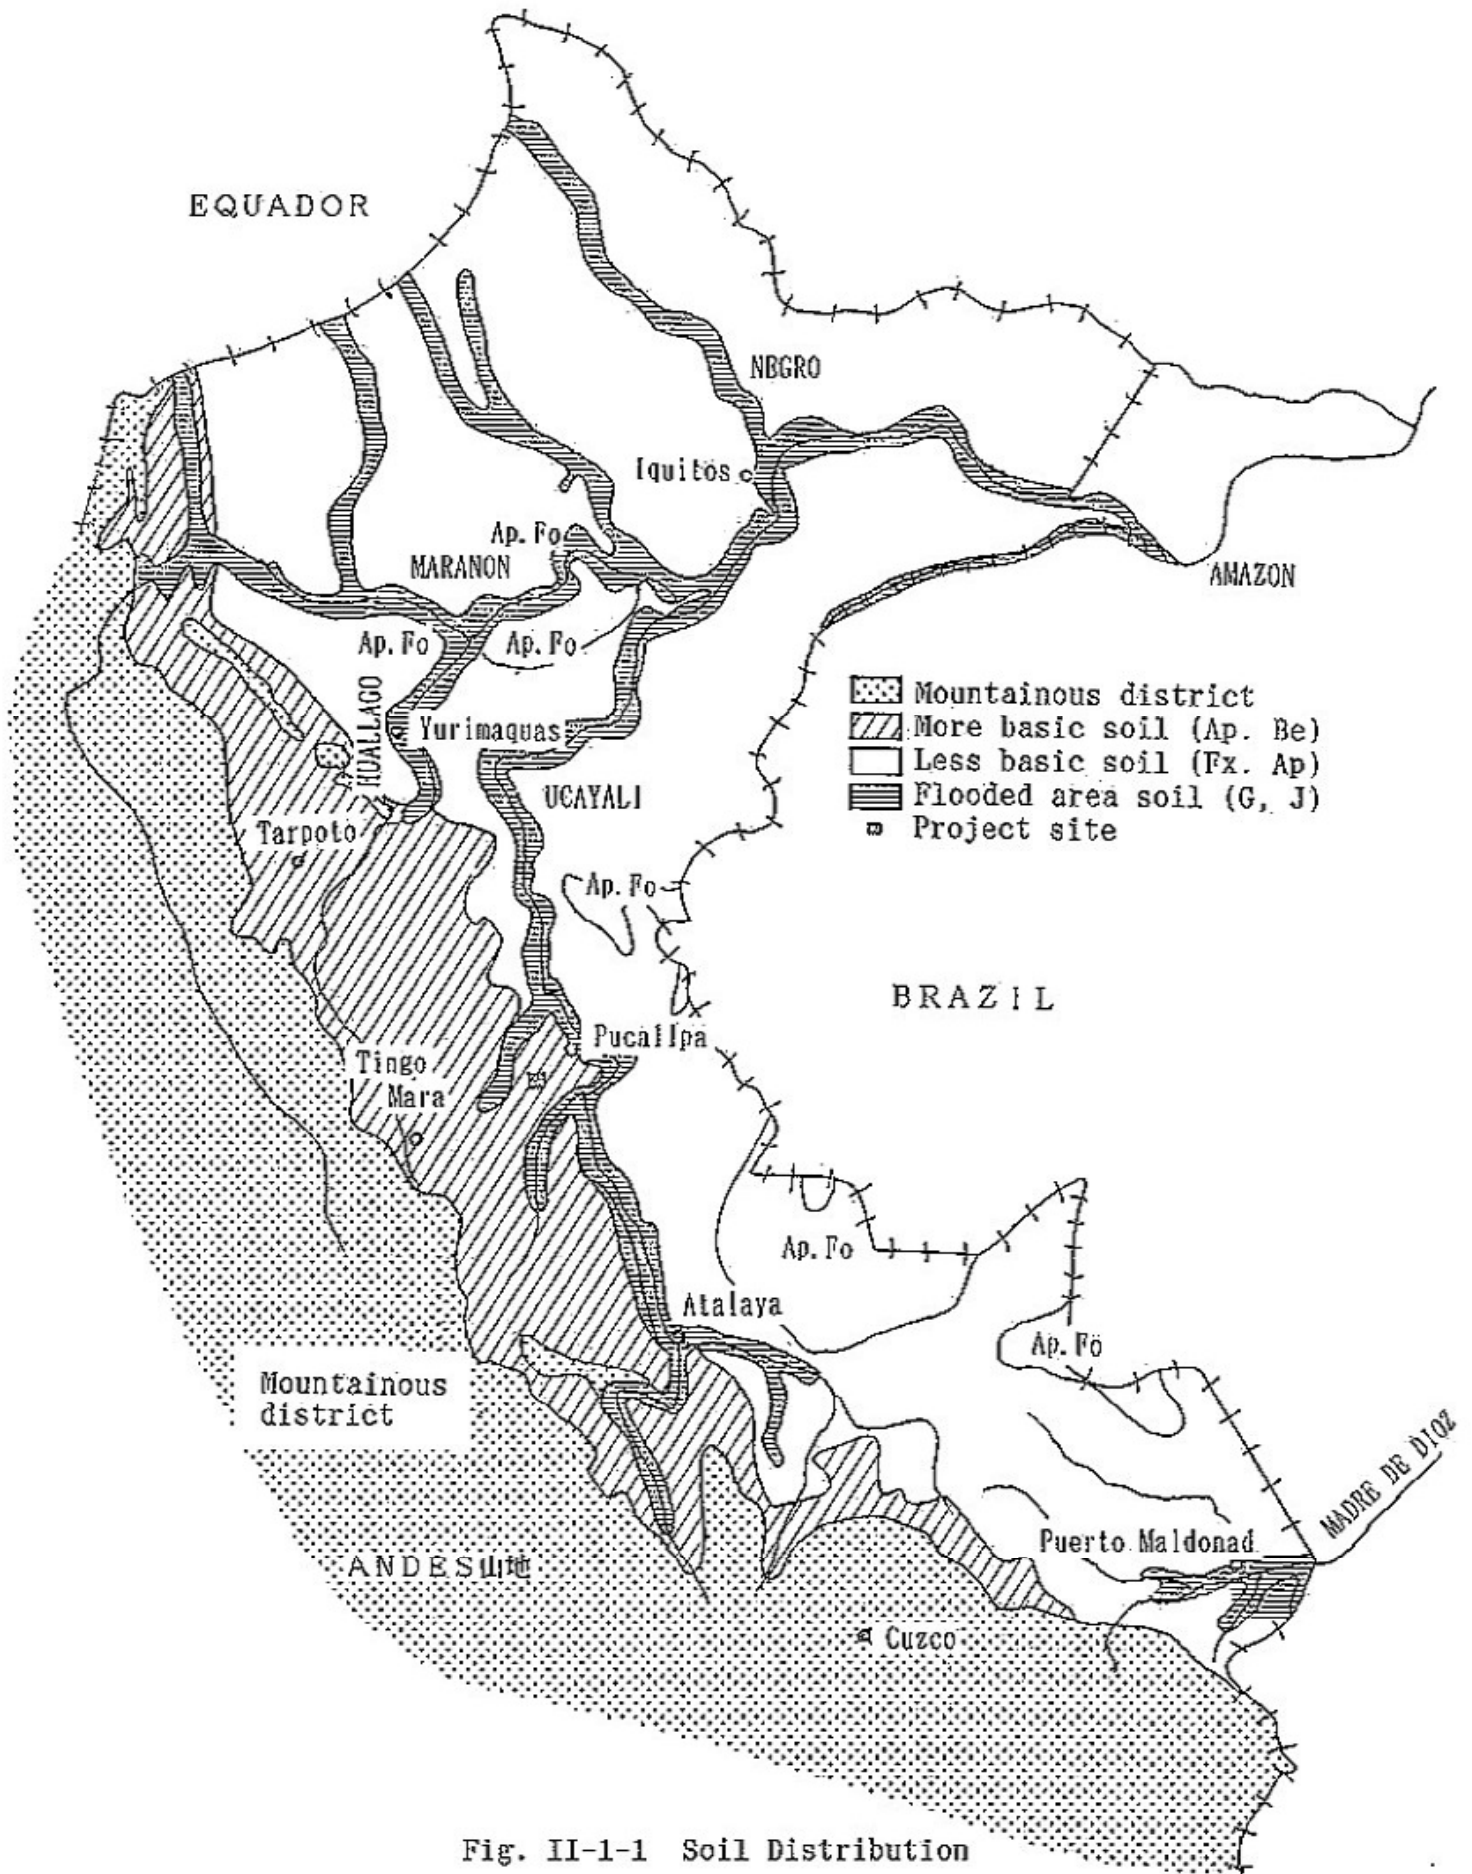 EQUADOR
NEGRO
Iquitos
Ap. Fo
MARANON
AMAZON
Ap. Fo
Ap. Fo
HUALLAGO
Yurimaquas
Mountainous district
More basic soil (Ap. Be)
Less basic soil (Fx. Ap)
Flooded area soil (G, J)
Project site
UCAYALI
Tarpoto
Ap. Fo
BRAZIL
Pucallpa
Tingo
Mara
Ap. Fo
Atalaya
Ap. Fo
Mountainous
district
MADRE DE DIOZ
Puerto Maldonad
ANDES山地
Cuzco
Fig. II-1-1 Soil Distribution